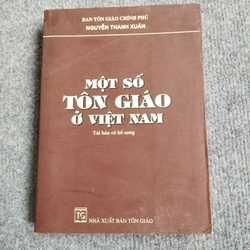 BAN TÔN GIÁO CHÍNH PHỦ
NGUYỄN THANH XUÂN
MỘT SỐ
TÔN GIÁO
Ở VIỆT NAM
Tái bản có bổ sung
TG
NHÀ XUẤT BẢN TÔN GIÁO